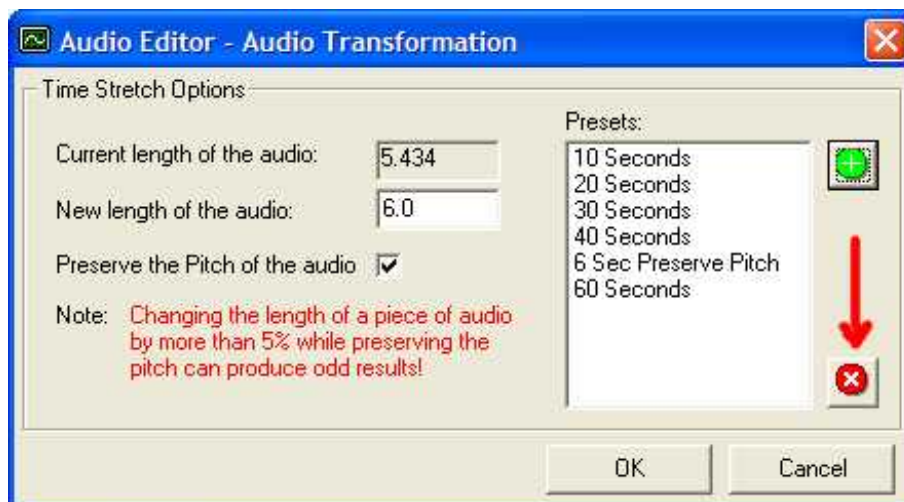 Audio Editor - Audio Transformation
Time Stretch Options
Current length of the audio: 5.434
New length of the audio: 6.0
Preserve the Pitch of the audio
Note: Changing the length of a piece of audio
by more than 5% while preserving the
pitch can produce odd results!
Presets:
10 Seconds
20 Seconds
30 Seconds
40 Seconds
6 Sec Preserve Pitch
60 Seconds
OK
Cancel